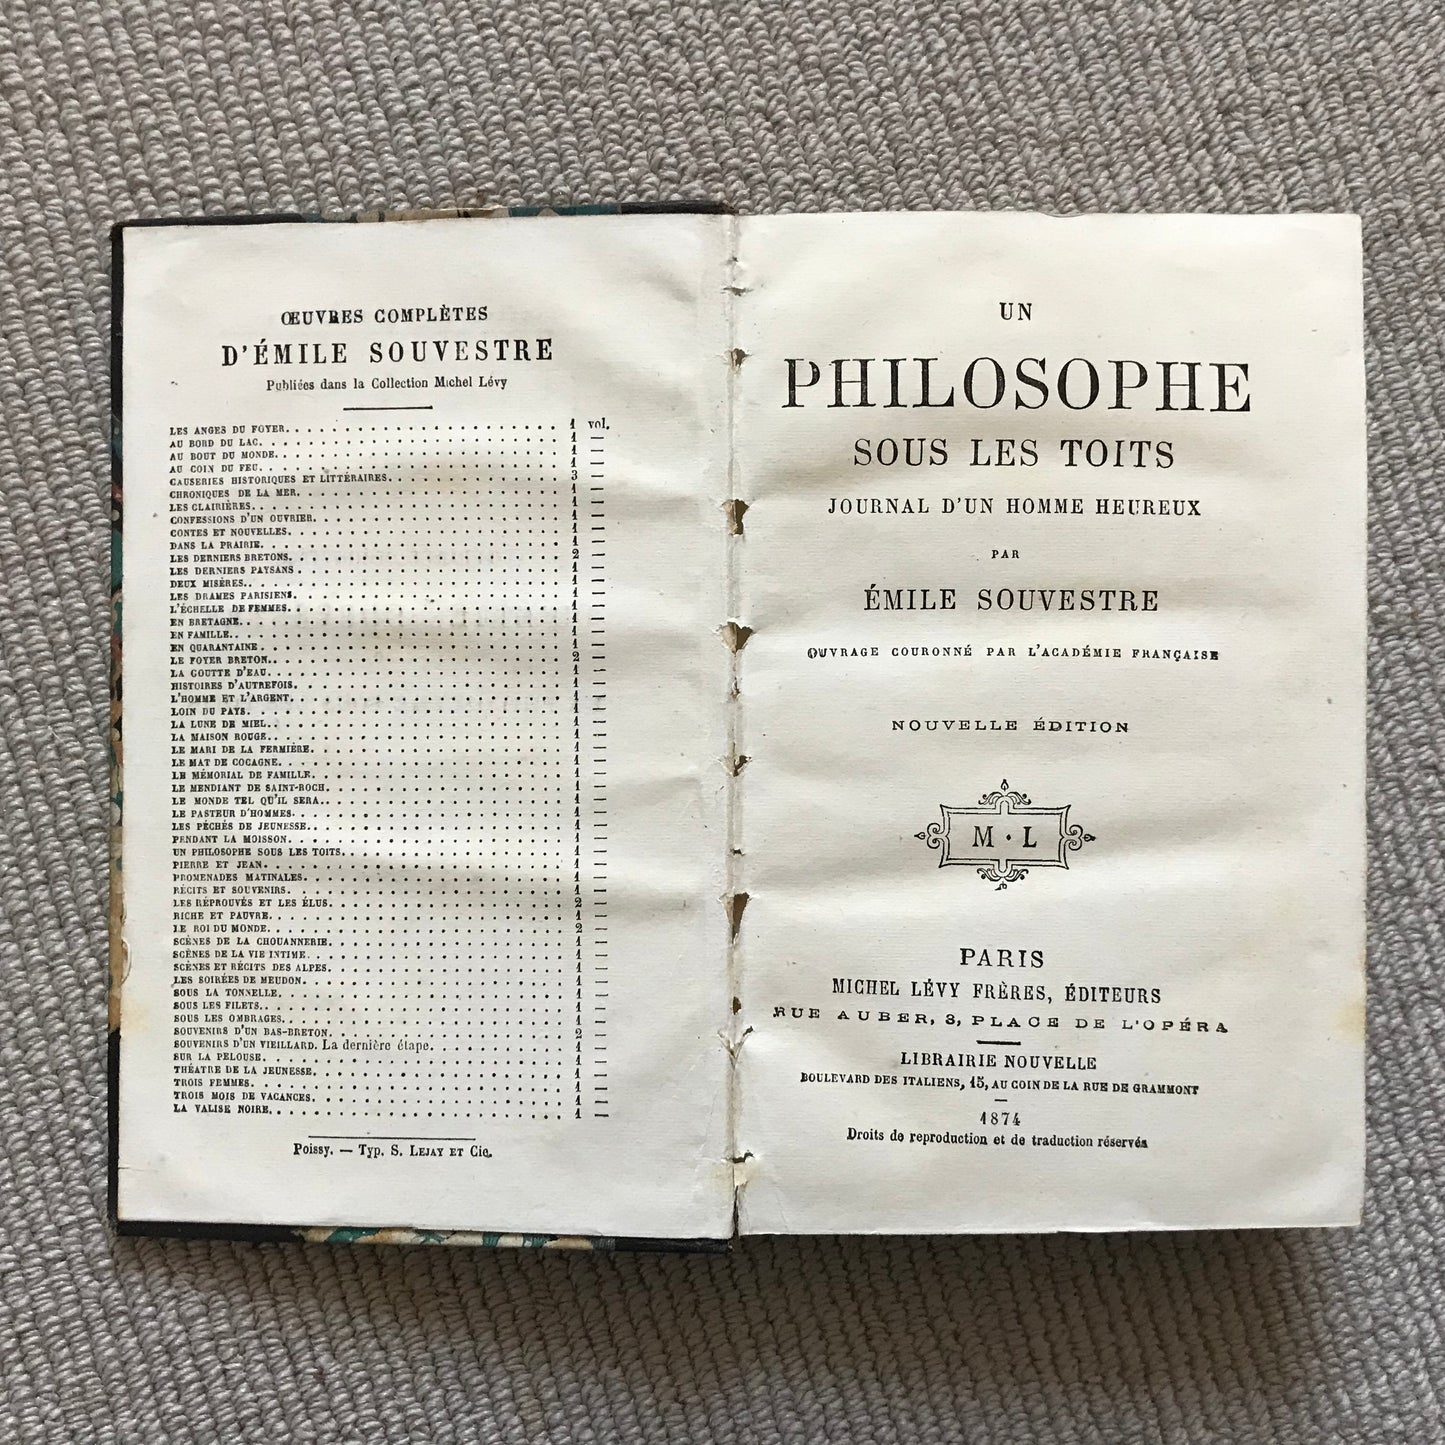 ŒUVRES COMPLÈTES
D'ÉMILE SOUVESTRE
Publiées dans la Collection Michel Lévy
LES ANGES DU FOYER. 1 vol.
AU BORD DU LAC. 1 —
AU BOUT DU MONDE. 1 —
AU COIN DU FEU. 1 —
CAUSERIES HISTORIQUES ET LITTÉRAIRES. 3 —
CHRONIQUES DE LA MER. 1 —
LES CLAIRIÈRES. 1 —
CONFESSIONS D'UN OUVRIER. 1 —
CONTES ET NOUVELLES. 1 —
DANS LA PRAIRIE. 1 —
LES DERNIERS BRETONS. 2 —
LES DERNIERS PAYSANS. 1 —
DEUX MISÈRES. 1 —
LES DRAMES PARISIENS. 1 —
L'ÉCHELLE DE FEMMES. 1 —
EN BRETAGNE. 1 —
EN FAMILLE. 1 —
EN QUARANTAINE. 1 —
LE FOYER BRETON. 2 —
LA GOUTTE D'EAU. 1 —
HISTOIRES D'AUTREFOIS. 1 —
L'HOMME ET L'ARGENT. 1 —
LOIN DU PAYS. 1 —
LA LUNE DE MIEL. 1 —
LA MAISON ROUGE. 1 —
LE MARI DE LA FERMIÈRE. 1 —
LE MAT DE COCAGNE. 1 —
LE MÉMORIAL DE FAMILLE. 1 —
LE MENDIANT DE SAINT-ROCH. 1 —
LE MONDE TEL QU'IL SERA. 1 —
LE PASTEUR D'HOMMES. 1 —
LES PÉCHÉS DE JEUNESSE. 1 —
PENDANT LA MOISSON. 1 —
UN PHILOSOPHE SOUS LES TOITS. 1 —
PIERRE ET JEAN. 1 —
PROMENADES MATINALES. 1 —
RÉCITS ET SOUVENIRS. 1 —
LES RÉPROUVÉS ET LES ÉLUS. 2 —
RICHE ET PAUVRE. 1 —
LE ROI DU MONDE. 2 —
SCÈNES DE LA CHOUANNERIE. 1 —
SCÈNES DE LA VIE INTIME. 1 —
SCÈNES ET RÉCITS DES ALPES. 1 —
LES SOIRÉES DE MEUDON. 1 —
SOUS LA TONNELLE. 1 —
SOUS LES FILETS. 1 —
SOUS LES OMBRAGES. 1 —
SOUVENIRS D'UN BAS-BRETON. 2 —
SOUVENIRS D'UN VIEILLARD. La dernière étape. 1 —
SUR LA PELOUSE. 1 —
THÉATRE DE LA JEUNESSE. 1 —
TROIS FEMMES. 1 —
TROIS MOIS DE VACANCES. 1 —
LA VALISE NOIRE. 1 —
Poissy. — Typ. S. LEJAY ET Cie.
UN
PHILOSOPHE
SOUS LES TOITS
JOURNAL D'UN HOMME HEUREUX
PAR
ÉMILE SOUVESTRE
OUVRAGE COURONNÉ PAR L'ACADÉMIE FRANÇAISE
NOUVELLE ÉDITION
M · L
PARIS
MICHEL LÉVY FRÈRES, ÉDITEURS
RUE AUBER, 3, PLACE DE L'OPÉRA
LIBRAIRIE NOUVELLE
BOULEVARD DES ITALIENS, 15, AU COIN DE LA RUE DE GRAMMONT
1874
Droits de reproduction et de traduction réservés